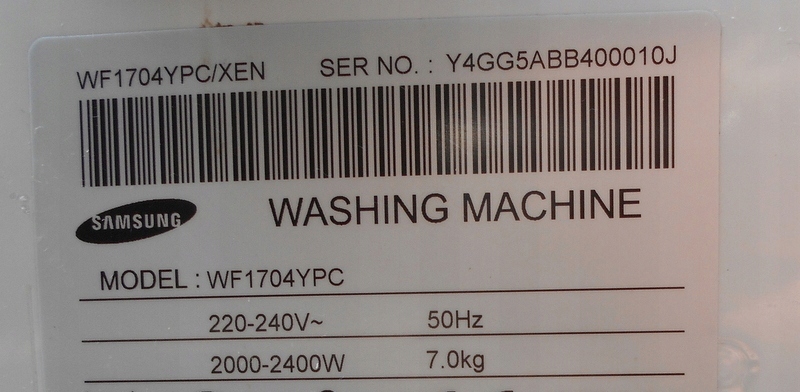 WF1704YPC/XEN SER NO. : Y4GG5ABB400010J
SAMSUNG WASHING MACHINE
MODEL : WF1704YPC
220-240V~ 50Hz
2000-2400W 7.0kg